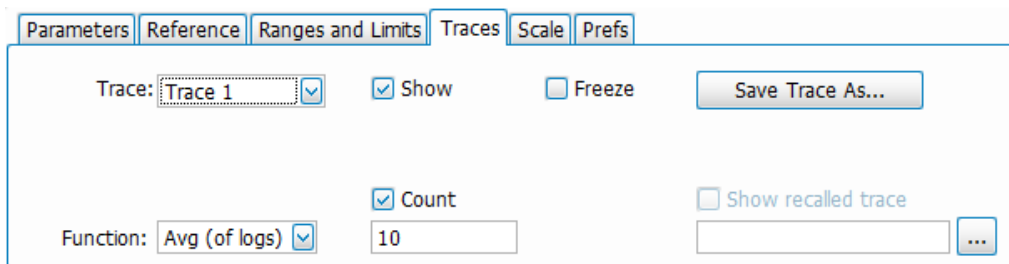 Parameters Reference Ranges and Limits Traces Scale Prefs
Trace: Trace 1 Show Freeze Save Trace As...
Count Show recalled trace
Function: Avg (of logs) 10 ...